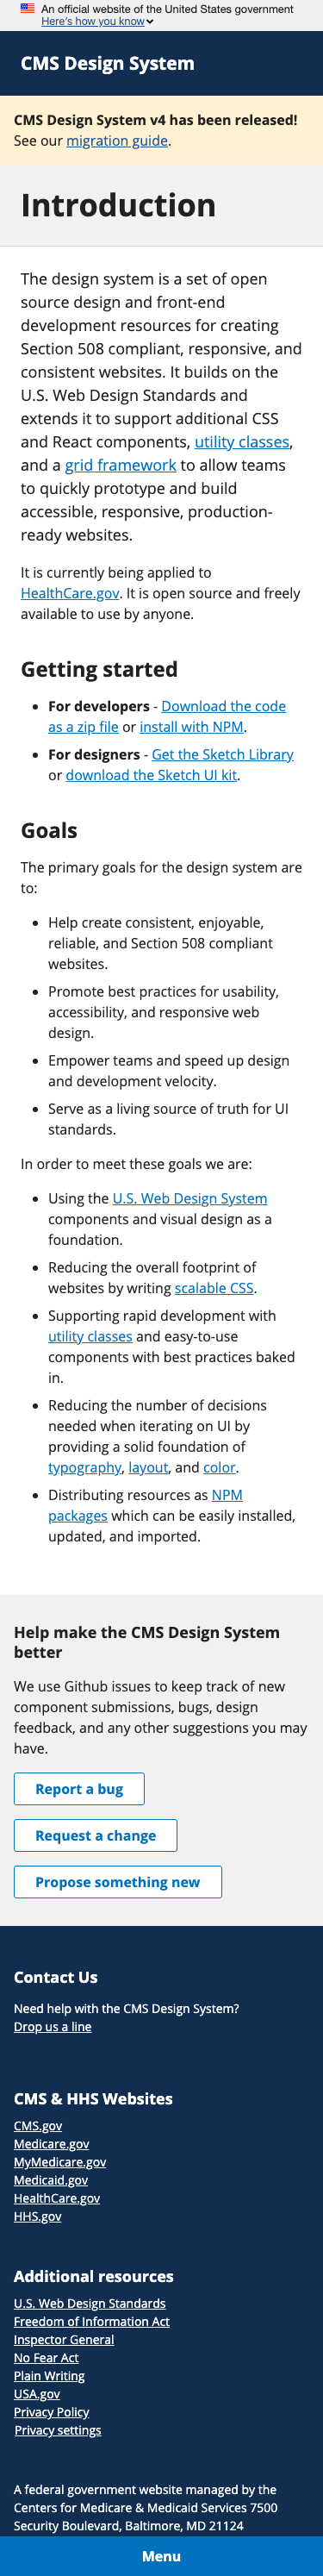 An official website of the United States government
Here's how you know
CMS Design System
CMS Design System v4 has been released!
See our migration guide.
Introduction
The design system is a set of open
source design and front-end
development resources for creating
Section 508 compliant, responsive, and
consistent websites. It builds on the
U.S. Web Design Standards and
extends it to support additional CSS
and React components, utility classes,
and a grid framework to allow teams
to quickly prototype and build
accessible, responsive, production-
ready websites.
It is currently being applied to
HealthCare.gov. It is open source and freely
available to use by anyone.
Getting started
For developers - Download the code
as a zip file or install with NPM.
For designers - Get the Sketch Library
or download the Sketch UI kit.
Goals
The primary goals for the design system are
to:
Help create consistent, enjoyable,
reliable, and Section 508 compliant
websites.
Promote best practices for usability,
accessibility, and responsive web
design.
Empower teams and speed up design
and development velocity.
Serve as a living source of truth for UI
standards.
In order to meet these goals we are:
Using the U.S. Web Design System
components and visual design as a
foundation.
Reducing the overall footprint of
websites by writing scalable CSS.
Supporting rapid development with
utility classes and easy-to-use
components with best practices baked
in.
Reducing the number of decisions
needed when iterating on UI by
providing a solid foundation of
typography, layout, and color.
Distributing resources as NPM
packages which can be easily installed,
updated, and imported.
Help make the CMS Design System
better
We use Github issues to keep track of new
component submissions, bugs, design
feedback, and any other suggestions you may
have.
Report a bug
Request a change
Propose something new
Contact Us
Need help with the CMS Design System?
Drop us a line
CMS & HHS Websites
CMS.gov
Medicare.gov
MyMedicare.gov
Medicaid.gov
HealthCare.gov
HHS.gov
Additional resources
U.S. Web Design Standards
Freedom of Information Act
Inspector General
No Fear Act
Plain Writing
USA.gov
Privacy Policy
Privacy settings
A federal government website managed by the
Centers for Medicare & Medicaid Services 7500
Security Boulevard, Baltimore, MD 21124
Menu